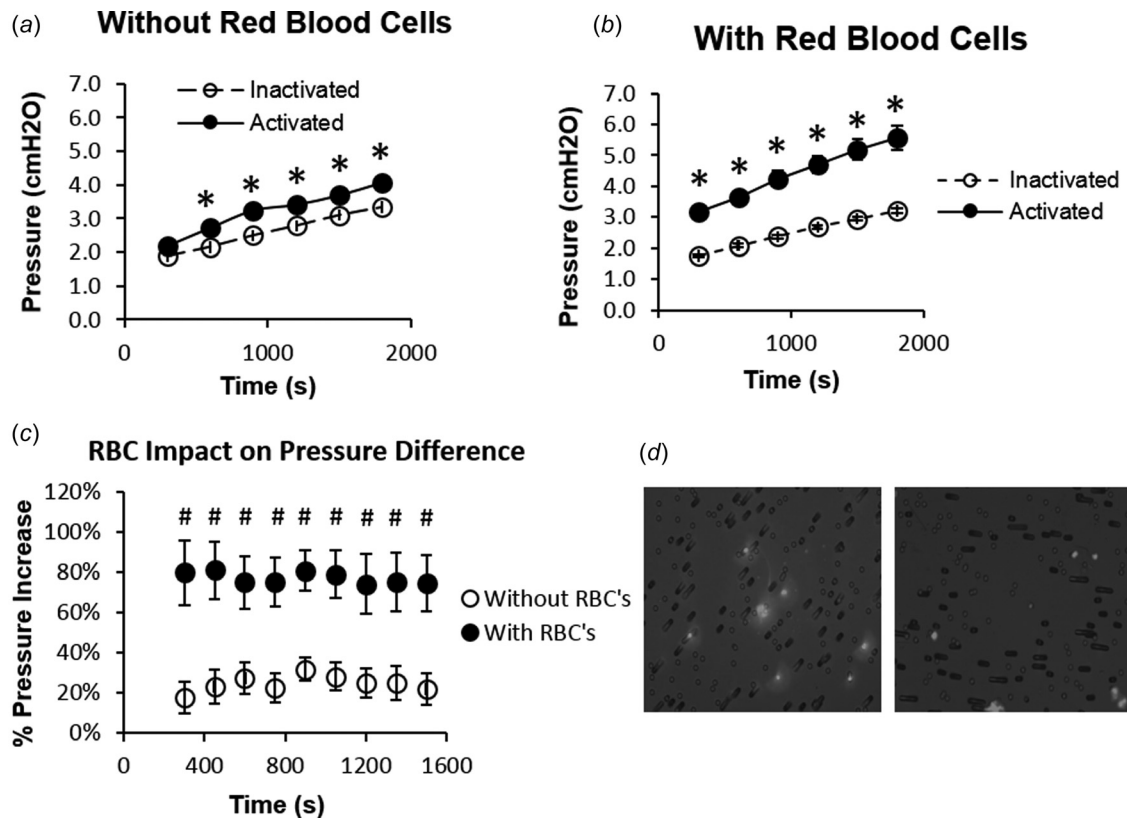 (a)
Without Red Blood Cells
7.0
6.0
5.0
4.0
3.0
2.0
1.0
0.0
Pressure (cmH2O)
Inactivated
Activated
* * * * *
0 1000 2000
Time (s)
(b)
With Red Blood Cells
7.0
6.0
5.0
4.0
3.0
2.0
1.0
0.0
Pressure (cmH2O)
* * * * * *
Inactivated
Activated
0 1000 2000
Time (s)
(c)
RBC Impact on Pressure Difference
120%
100%
80%
60%
40%
20%
0%
% Pressure Increase
# # # # # # # # #
Without RBC's
With RBC's
0 400 800 1200 1600
Time (s)
(d)